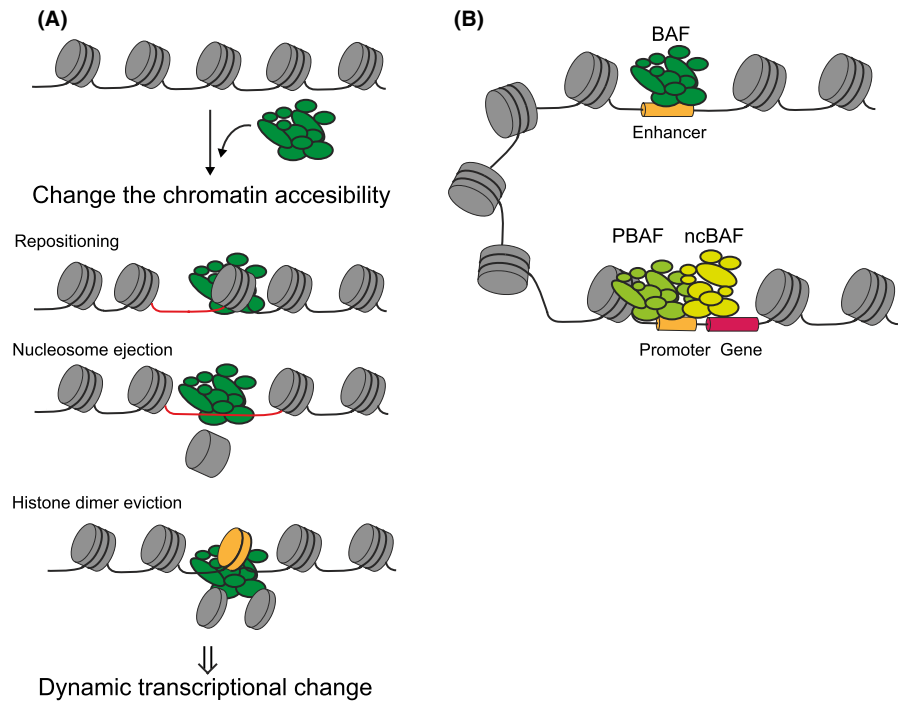 (A)
Change the chromatin accesibility
Repositioning
Nucleosome ejection
Histone dimer eviction
Dynamic transcriptional change
(B)
BAF
Enhancer
PBAF ncBAF
Promoter Gene